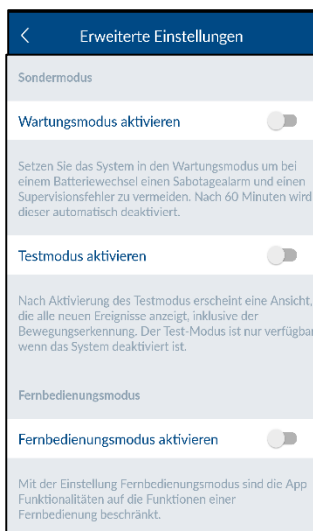 Erweiterte Einstellungen
Sondermodus
Wartungsmodus aktivieren
Setzen Sie das System in den Wartungsmodus um bei
einem Batteriewechsel einen Sabotagealarm und einen
Supervisionsfehler zu vermeiden. Nach 60 Minuten wird
dieser automatisch deaktiviert.
Testmodus aktivieren
Nach Aktivierung des Testmodus erscheint eine Ansicht,
die alle neuen Ereignisse anzeigt, inklusive der
Bewegungserkennung. Der Test-Modus ist nur verfügbar
wenn das System deaktiviert ist.
Fernbedienungsmodus
Fernbedienungsmodus aktivieren
Mit der Einstellung Fernbedienungsmodus sind die App
Funktionalitäten auf die Funktionen einer
Fernbedienung beschränkt.